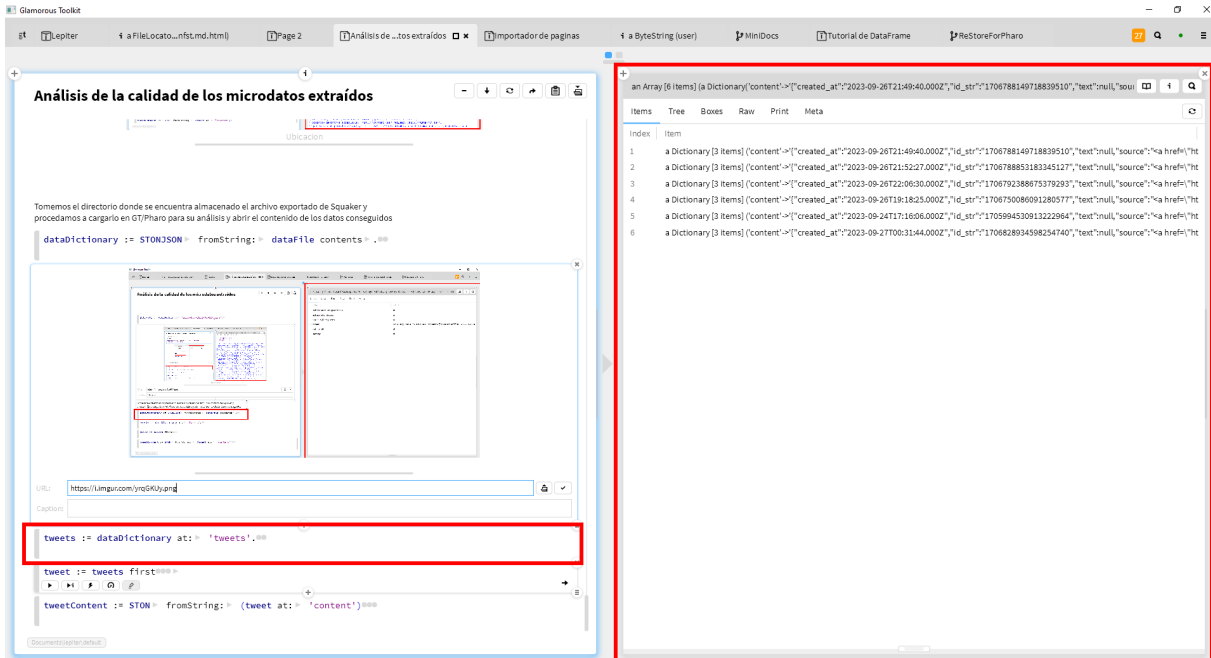 Glamorous Toolkit
gt Lepiter a FileLocato...nfst.md.html) Page 2 Análisis de ...tos extraídos Importador de paginas a ByteString (user) MiniDocs Tutorial de DataFrame ReStoreForPharo 27
Análisis de la calidad de los microdatos extraídos
Ubicacion
Tomemos el directorio donde se encuentra almacenado el archivo exportado de Squaker y
procedamos a cargarlo en GT/Pharo para su análisis y abrir el contenido de los datos conseguidos
dataDictionary := STONJSON fromString: dataFile contents .
URL: https://i.imgur.com/yrqGKUy.png
Caption:
tweets := dataDictionary at: 'tweets'.
tweet := tweets first
tweetContent := STON fromString: (tweet at: 'content')
Documents\lepiter\default
an Array [6 items] (a Dictionary('content'->'{"created_at":"2023-09-26T21:49:40.000Z","id_str":"1706788149718839510","text":null,"sour
Items Tree Boxes Raw Print Meta
Index Item
1 a Dictionary [3 items] ('content'->'{"created_at":"2023-09-26T21:49:40.000Z","id_str":"1706788149718839510","text":null,"source":"<a href=\"ht
2 a Dictionary [3 items] ('content'->'{"created_at":"2023-09-26T21:52:27.000Z","id_str":"1706788853183345127","text":null,"source":"<a href=\"ht
3 a Dictionary [3 items] ('content'->'{"created_at":"2023-09-26T22:06:30.000Z","id_str":"1706792388675379293","text":null,"source":"<a href=\"ht
4 a Dictionary [3 items] ('content'->'{"created_at":"2023-09-26T19:18:25.000Z","id_str":"1706750086091280577","text":null,"source":"<a href=\"ht
5 a Dictionary [3 items] ('content'->'{"created_at":"2023-09-24T17:16:06.000Z","id_str":"1705994530913222964","text":null,"source":"<a href=\"ht
6 a Dictionary [3 items] ('content'->'{"created_at":"2023-09-27T00:31:44.000Z","id_str":"1706828934598254740","text":null,"source":"<a href=\"ht